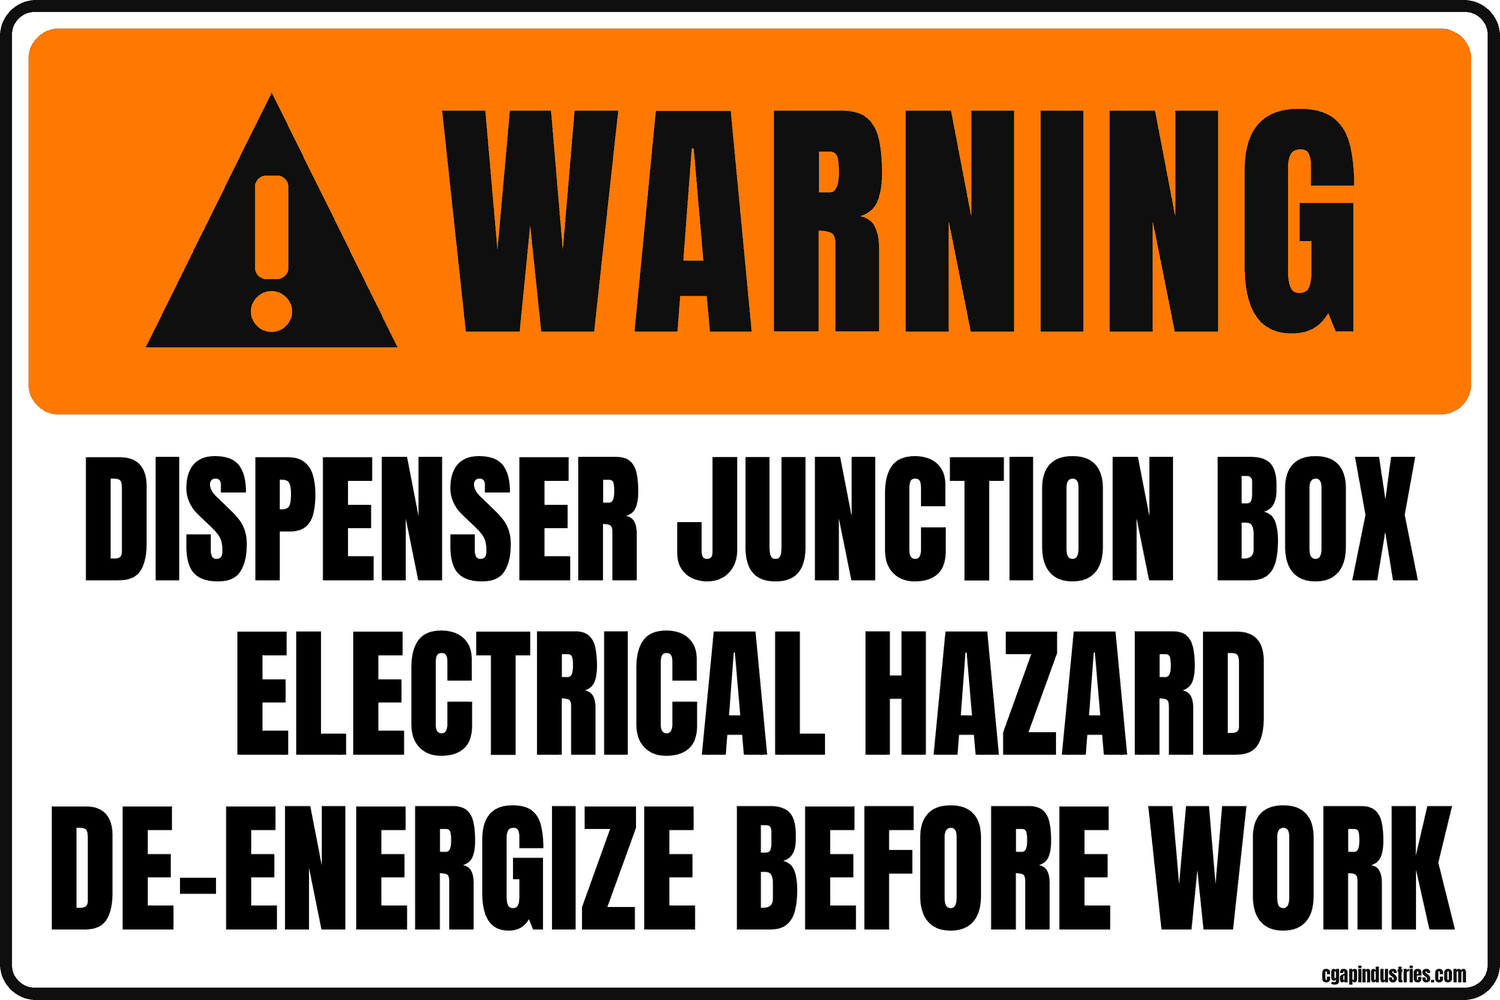 WARNING
DISPENSER JUNCTION BOX
ELECTRICAL HAZARD
DE-ENERGIZE BEFORE WORK
cgapindustries.com